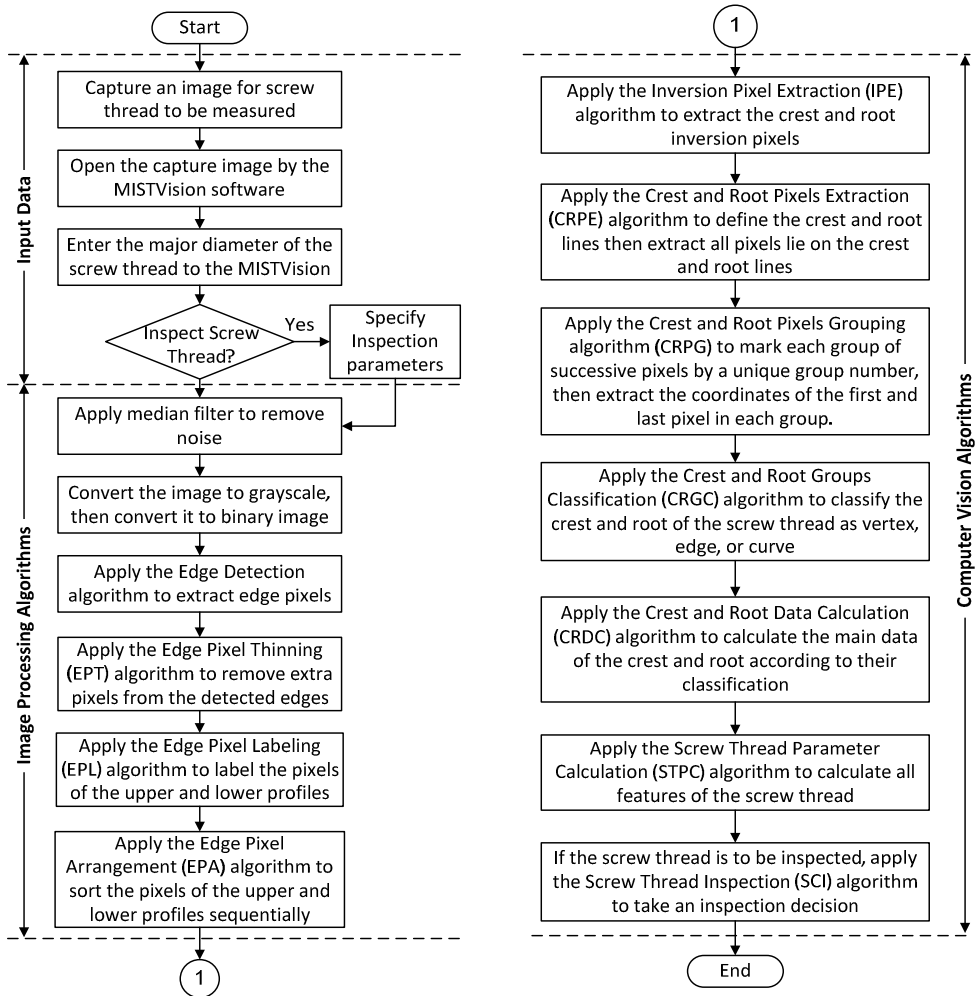 Start
Input Data
Capture an image for screw
thread to be measured
Open the capture image by the
MISTVision software
Enter the major diameter of the
screw thread to the MISTVision
Inspect Screw
Thread?
Yes
Specify
Inspection
parameters
Image Processing Algorithms
Apply median filter to remove
noise
Convert the image to grayscale,
then convert it to binary image
Apply the Edge Detection
algorithm to extract edge pixels
Apply the Edge Pixel Thinning
(EPT) algorithm to remove extra
pixels from the detected edges
Apply the Edge Pixel Labeling
(EPL) algorithm to label the pixels
of the upper and lower profiles
Apply the Edge Pixel
Arrangement (EPA) algorithm to
sort the pixels of the upper and
lower profiles sequentially
1
1
Computer Vision Algorithms
Apply the Inversion Pixel Extraction (IPE)
algorithm to extract the crest and root
inversion pixels
Apply the Crest and Root Pixels Extraction
(CRPE) algorithm to define the crest and root
lines then extract all pixels lie on the crest
and root lines
Apply the Crest and Root Pixels Grouping
algorithm (CRPG) to mark each group of
successive pixels by a unique group number,
then extract the coordinates of the first and
last pixel in each group.
Apply the Crest and Root Groups
Classification (CRGC) algorithm to classify the
crest and root of the screw thread as vertex,
edge, or curve
Apply the Crest and Root Data Calculation
(CRDC) algorithm to calculate the main data
of the crest and root according to their
classification
Apply the Screw Thread Parameter
Calculation (STPC) algorithm to calculate all
features of the screw thread
If the screw thread is to be inspected, apply
the Screw Thread Inspection (SCI) algorithm
to take an inspection decision
End